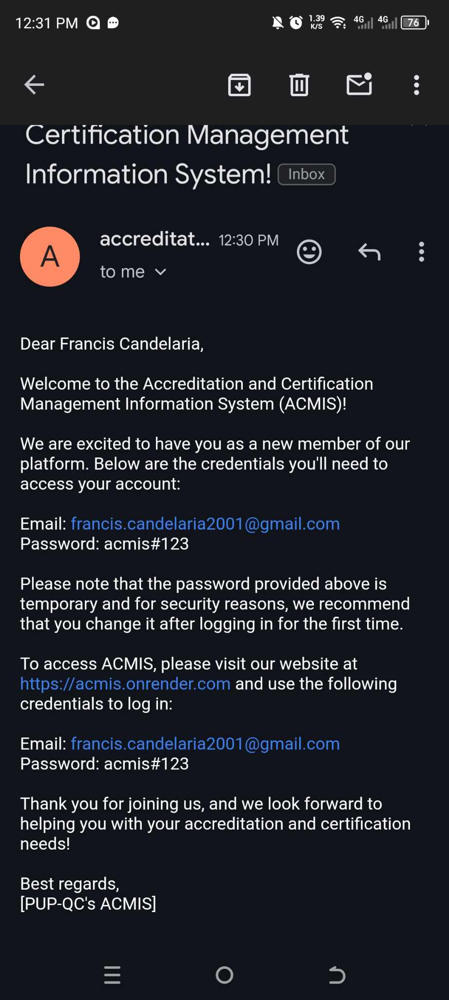 12:31 PM
1.39 K/S 4G 4G 76
Certification Management
Information System! Inbox
A
accreditat... 12:30 PM
to me
Dear Francis Candelaria,
Welcome to the Accreditation and Certification
Management Information System (ACMIS)!
We are excited to have you as a new member of our
platform. Below are the credentials you'll need to
access your account:
Email: francis.candelaria2001@gmail.com
Password: acmis#123
Please note that the password provided above is
temporary and for security reasons, we recommend
that you change it after logging in for the first time.
To access ACMIS, please visit our website at
https://acmis.onrender.com and use the following
credentials to log in:
Email: francis.candelaria2001@gmail.com
Password: acmis#123
Thank you for joining us, and we look forward to
helping you with your accreditation and certification
needs!
Best regards,
[PUP-QC's ACMIS]